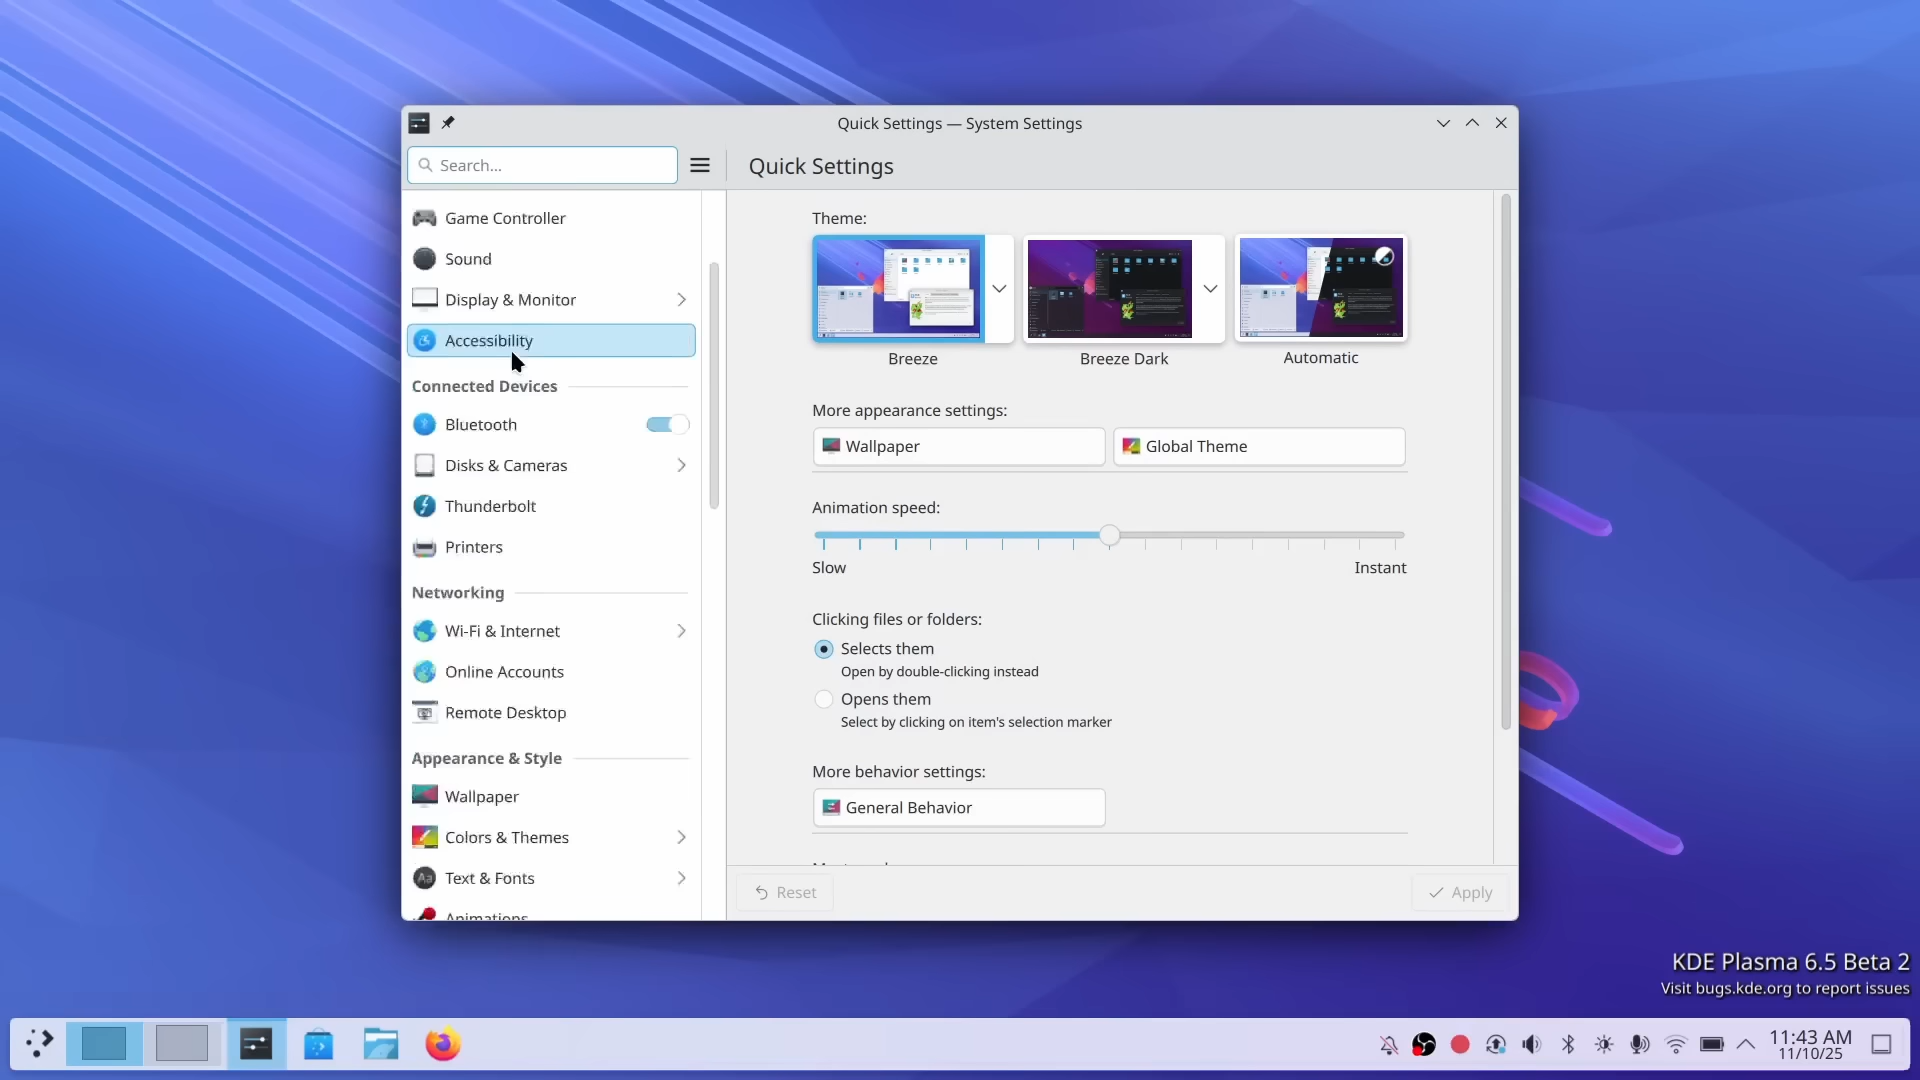 Quick Settings — System Settings
Search...
Quick Settings
Game Controller
Sound
Display & Monitor
Accessibility
Connected Devices
Bluetooth
Disks & Cameras
Thunderbolt
Printers
Networking
Wi-Fi & Internet
Online Accounts
Remote Desktop
Appearance & Style
Wallpaper
Colors & Themes
Text & Fonts
Animations
Theme:
Breeze
Breeze Dark
Automatic
More appearance settings:
Wallpaper
Global Theme
Animation speed:
Slow
Instant
Clicking files or folders:
Selects them
Open by double-clicking instead
Opens them
Select by clicking on item's selection marker
More behavior settings:
General Behavior
Reset
Apply
KDE Plasma 6.5 Beta 2
Visit bugs.kde.org to report issues
11:43 AM
11/10/25